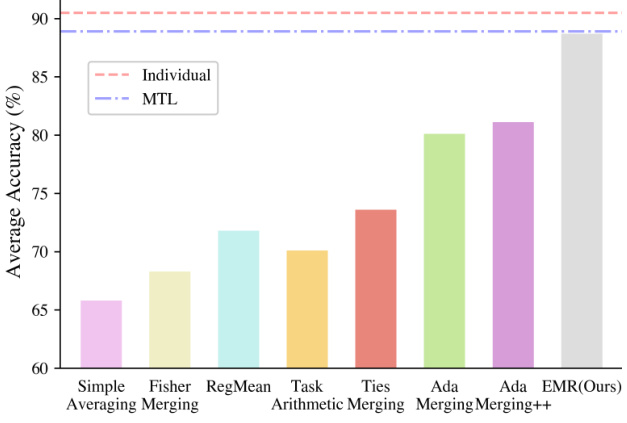 90
85
80
75
70
65
60
Average Accuracy (%)
Individual
MTL
Simple Averaging
Fisher Merging
RegMean
Task Arithmetic
Ties Merging
Ada Merging
Ada Merging++
EMR(Ours)